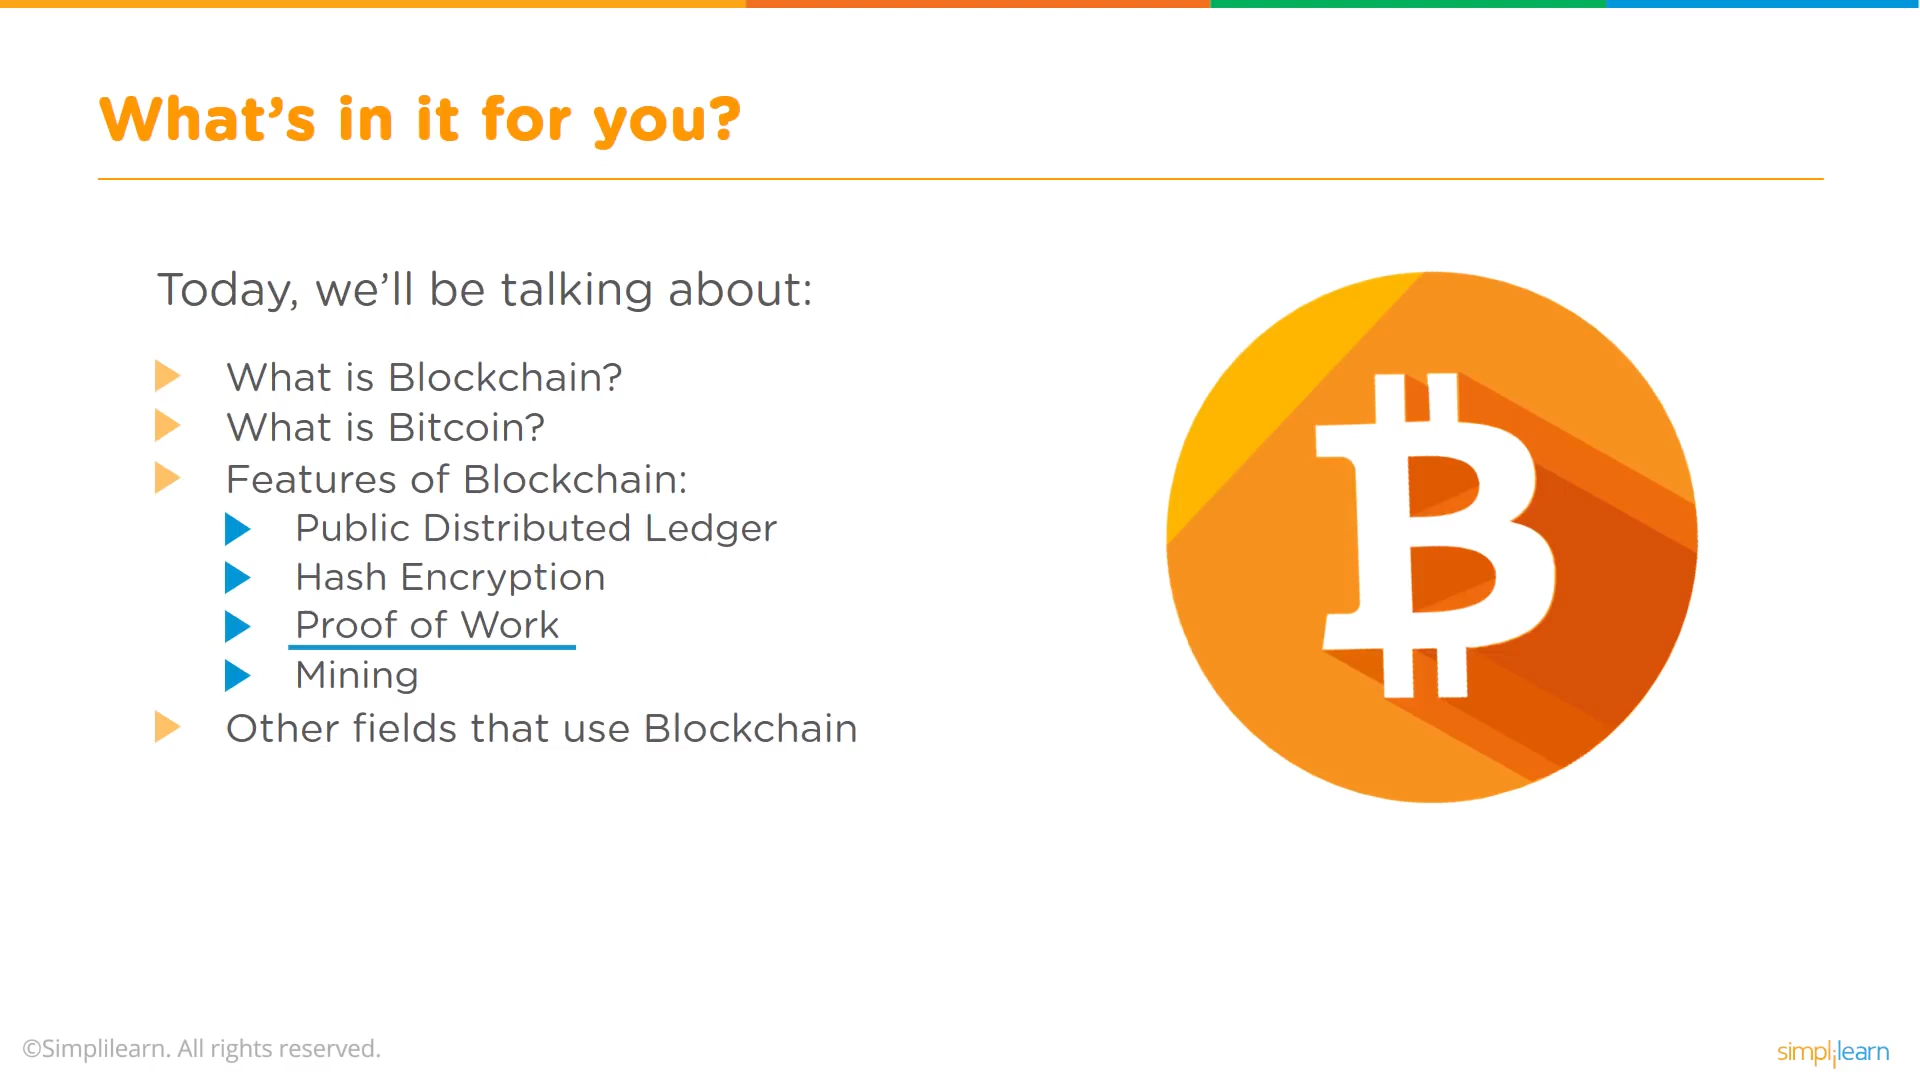 What’s in it for you?
Today, we’ll be talking about:
What is Blockchain?
What is Bitcoin?
Features of Blockchain:
Public Distributed Ledger
Hash Encryption
Proof of Work
Mining
Other fields that use Blockchain
©Simplilearn. All rights reserved.
simplilearn